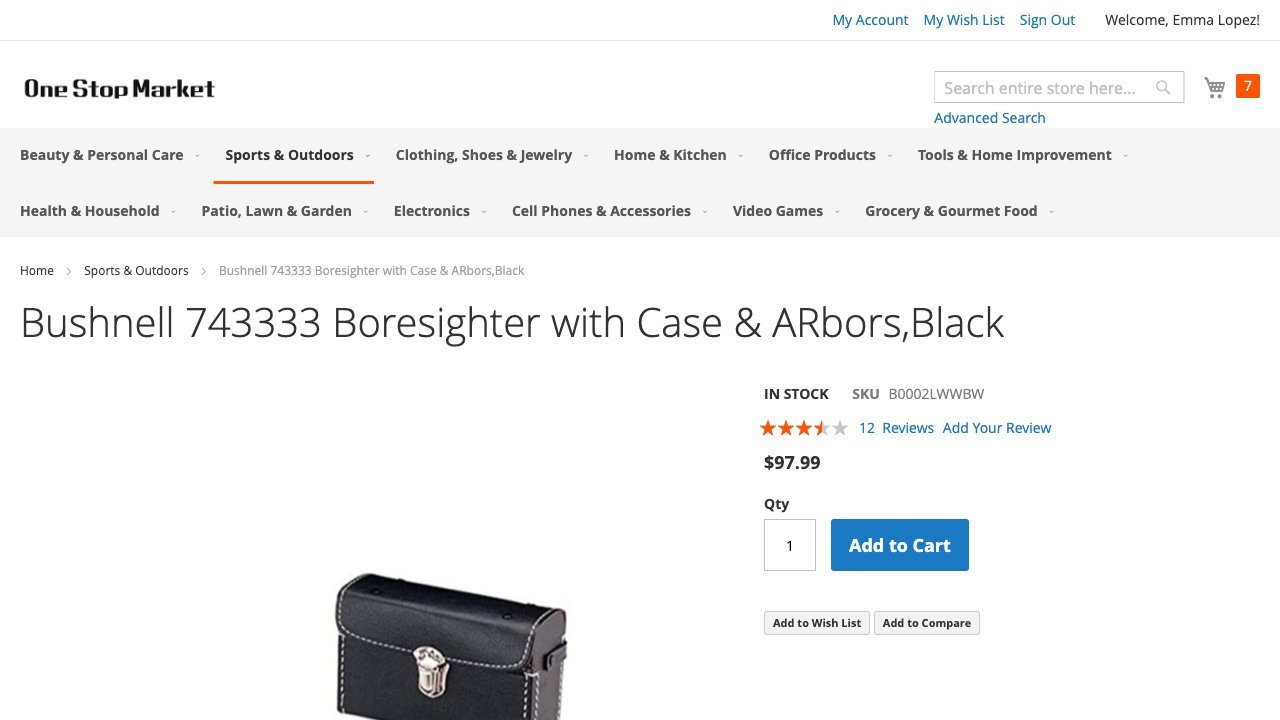 My Account My Wish List Sign Out Welcome, Emma Lopez!
One Stop Market
Search entire store here...
7
Advanced Search
Beauty & Personal Care Sports & Outdoors Clothing, Shoes & Jewelry Home & Kitchen Office Products Tools & Home Improvement
Health & Household Patio, Lawn & Garden Electronics Cell Phones & Accessories Video Games Grocery & Gourmet Food
Home Sports & Outdoors Bushnell 743333 Boresighter with Case & ARbors,Black
Bushnell 743333 Boresighter with Case & ARbors,Black
IN STOCK SKU B0002LWWBW
12 Reviews Add Your Review
$97.99
Qty
1 Add to Cart
Add to Wish List Add to Compare